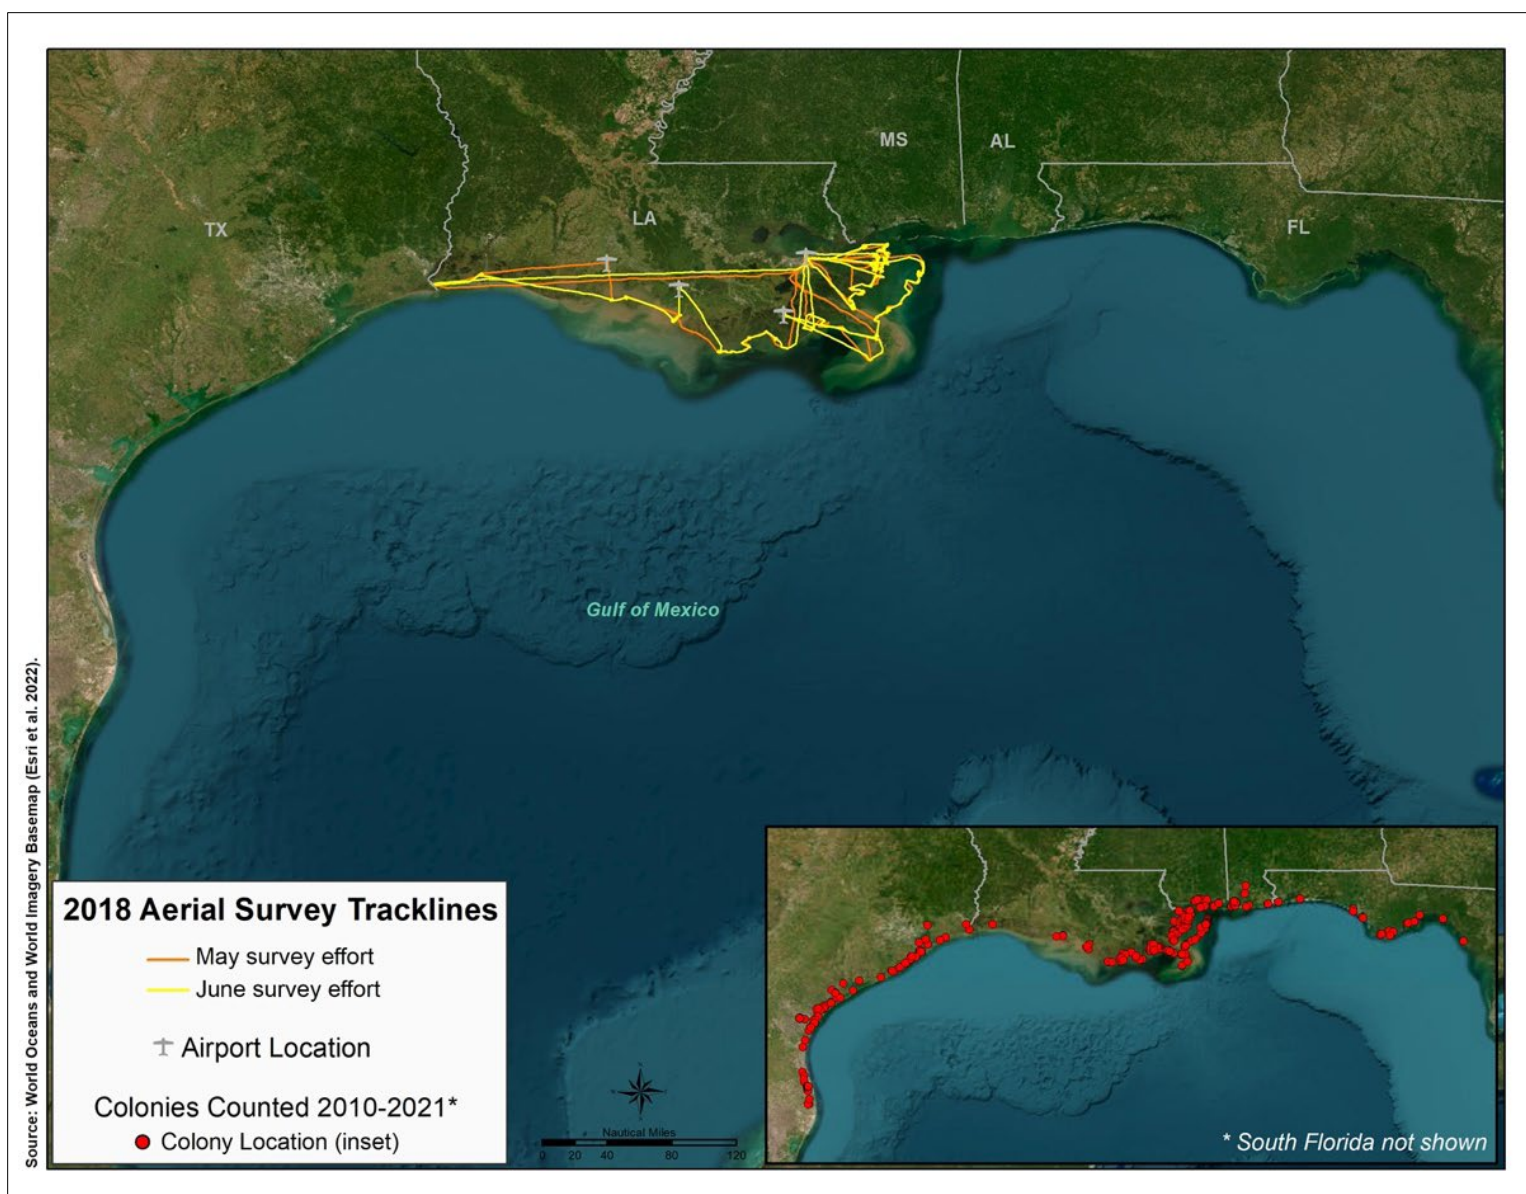 MS
AL
TX
LA
FL
Gulf of Mexico
Source: World Oceans and World Imagery Basemap (Esri et al. 2022).
2018 Aerial Survey Tracklines
May survey effort
June survey effort
Airport Location
Colonies Counted 2010-2021*
Colony Location (inset)
Nautical Miles
0 20 40 80 120
* South Florida not shown